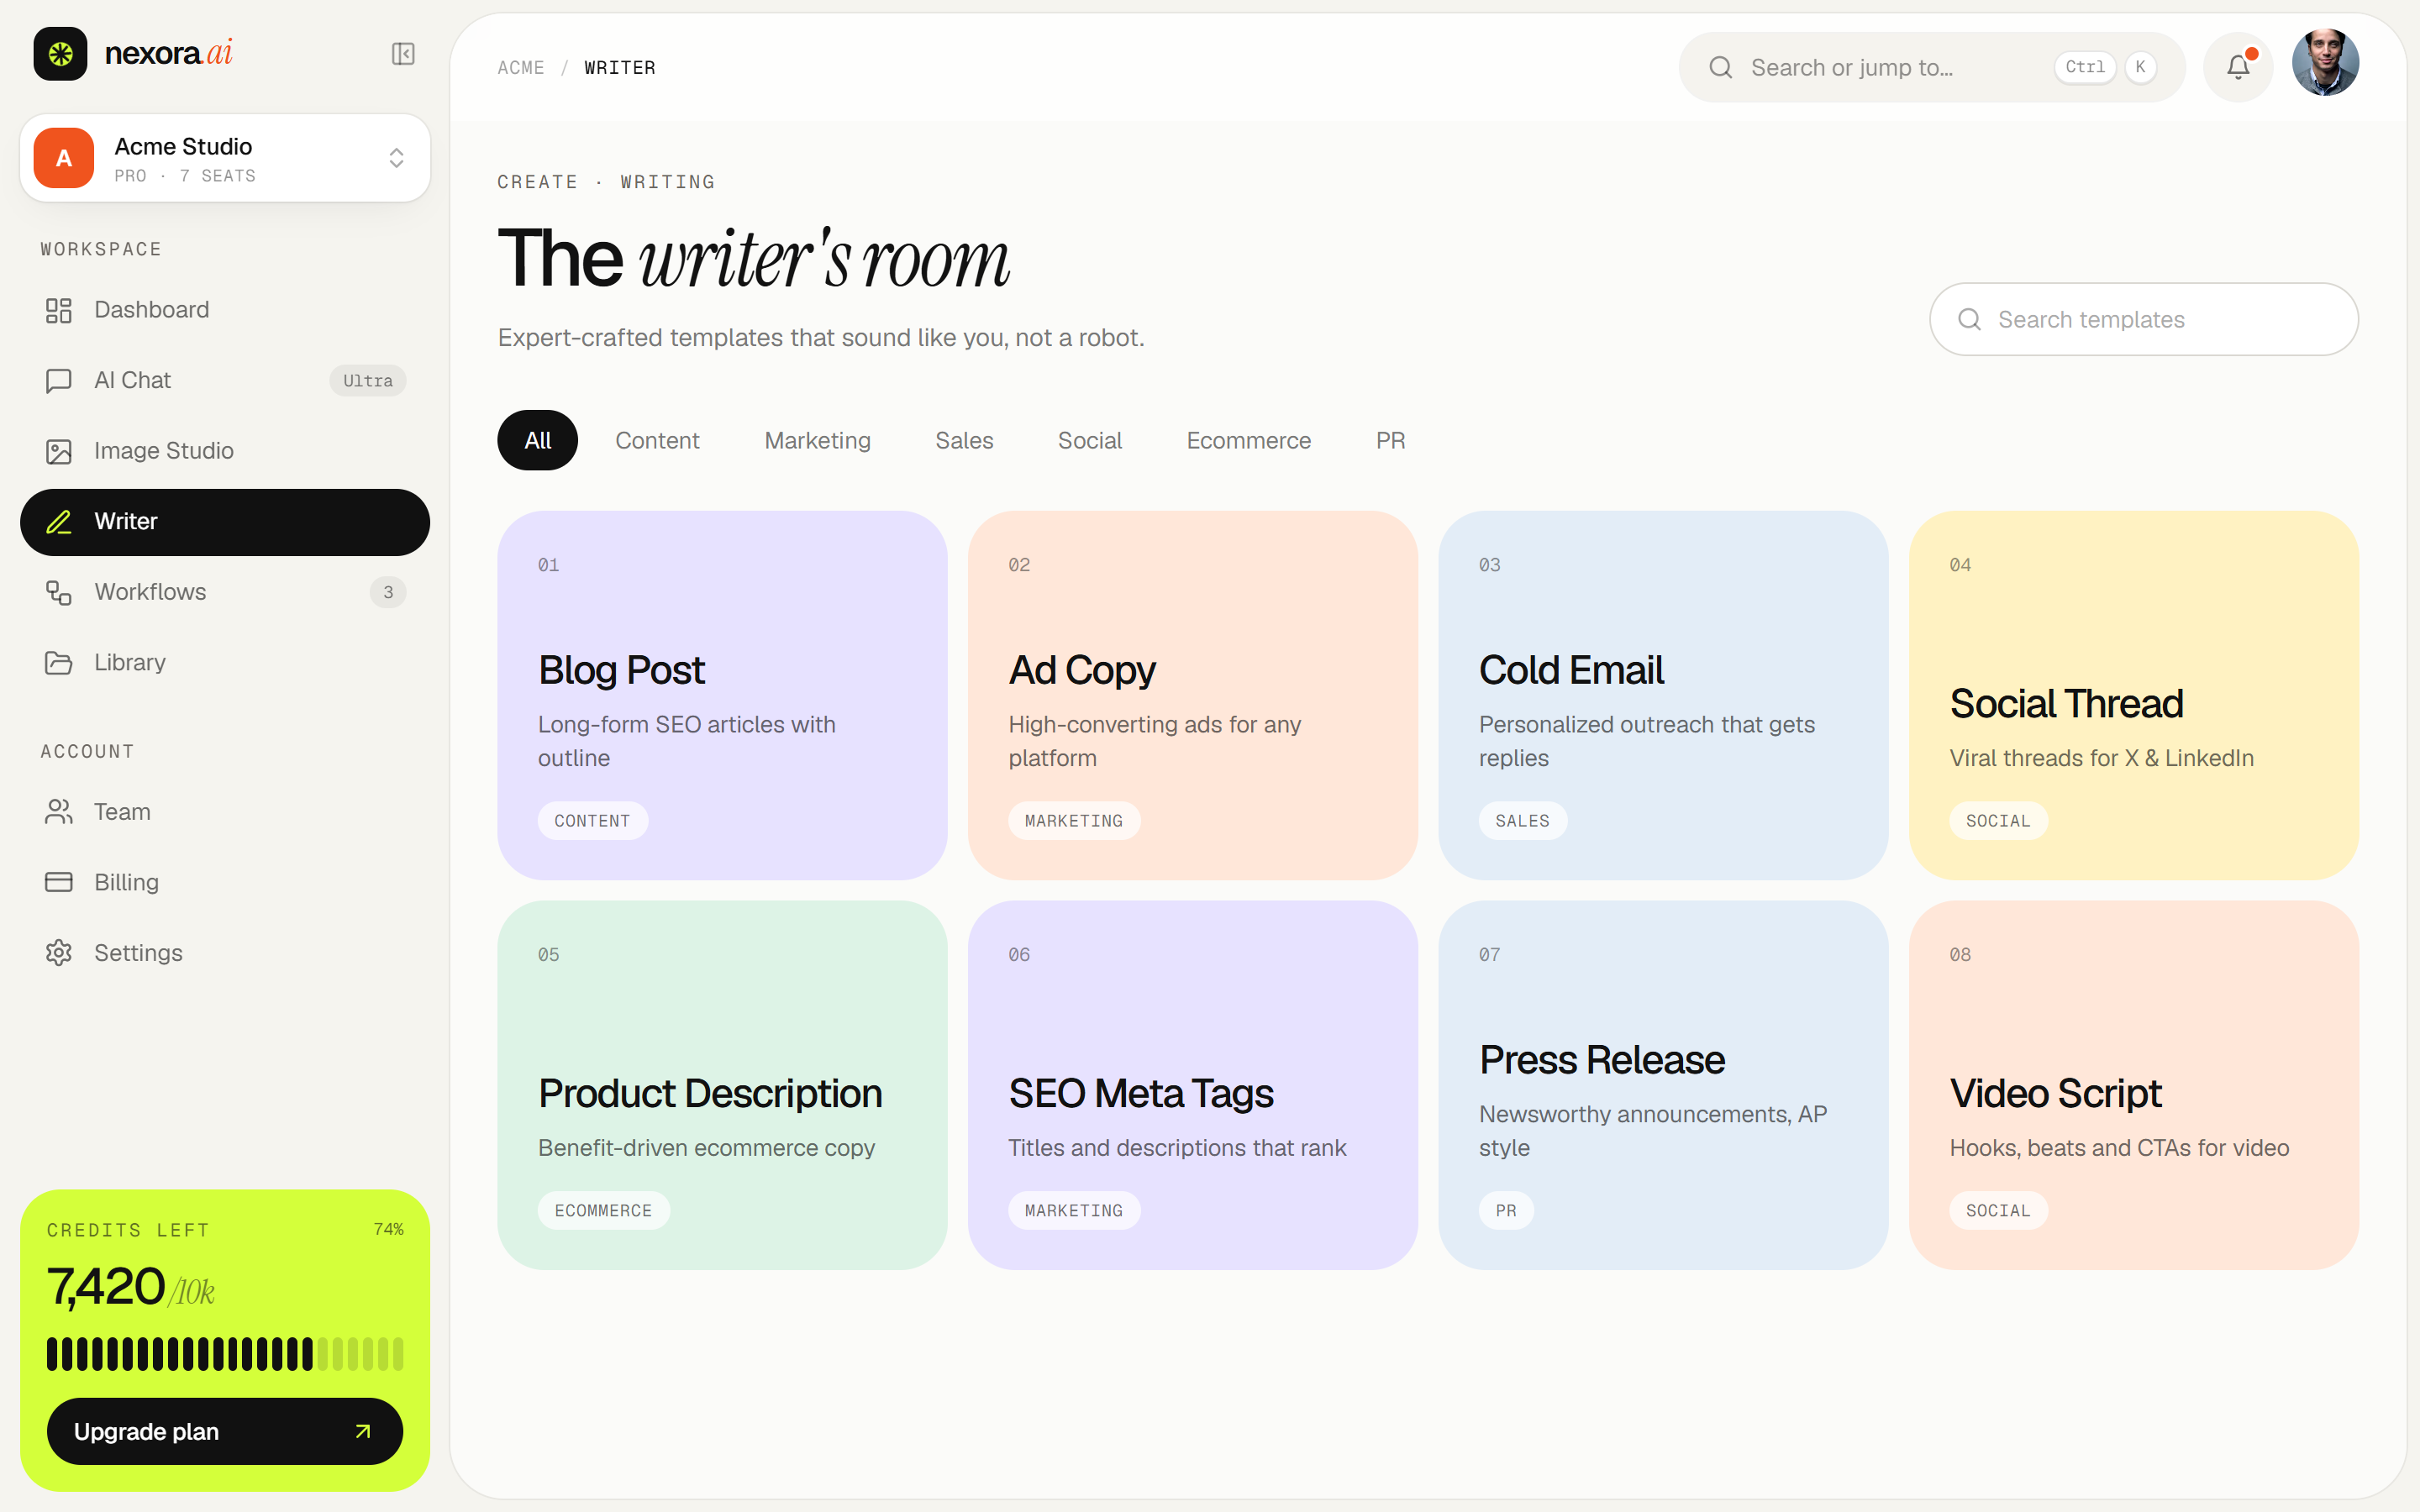 nexora.ai
A
Acme Studio
PRO · 7 SEATS
WORKSPACE
Dashboard
AI Chat
Ultra
Image Studio
Writer
Workflows
3
Library
ACCOUNT
Team
Billing
Settings
CREDITS LEFT
74%
7,420/10k
Upgrade plan
ACME / WRITER
Search or jump to...
Ctrl
K
CREATE · WRITING
The writer's room
Expert-crafted templates that sound like you, not a robot.
Search templates
All
Content
Marketing
Sales
Social
Ecommerce
PR
01
Blog Post
Long-form SEO articles with
outline
CONTENT
02
Ad Copy
High-converting ads for any
platform
MARKETING
03
Cold Email
Personalized outreach that gets
replies
SALES
04
Social Thread
Viral threads for X & LinkedIn
SOCIAL
05
Product Description
Benefit-driven ecommerce copy
ECOMMERCE
06
SEO Meta Tags
Titles and descriptions that rank
MARKETING
07
Press Release
Newsworthy announcements, AP
style
PR
08
Video Script
Hooks, beats and CTAs for video
SOCIAL